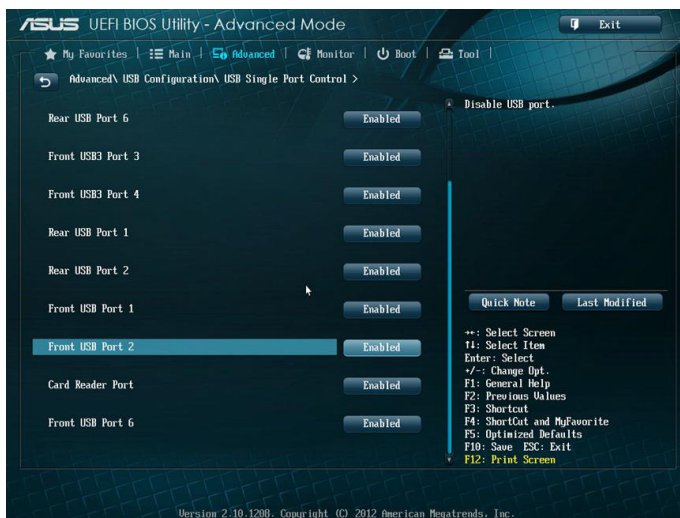 ASUS UEFI BIOS Utility - Advanced Mode
Exit
My Favorites | Main | Advanced | Monitor | Boot | Tool |
Advanced\ USB Configuration\ USB Single Port Control >
Disable USB port.
Rear USB Port 6 Enabled
Front USB3 Port 3 Enabled
Front USB3 Port 4 Enabled
Rear USB Port 1 Enabled
Rear USB Port 2 Enabled
Front USB Port 1 Enabled
Front USB Port 2 Enabled
Card Reader Port Enabled
Front USB Port 6 Enabled
Quick Note Last Modified
→←: Select Screen
↑↓: Select Item
Enter: Select
+/-: Change Opt.
F1: General Help
F2: Previous Values
F3: Shortcut
F4: ShortCut and MyFavorite
F5: Optimized Defaults
F10: Save ESC: Exit
F12: Print Screen
Version 2.10.1208. Copyright (C) 2012 American Megatrends, Inc.